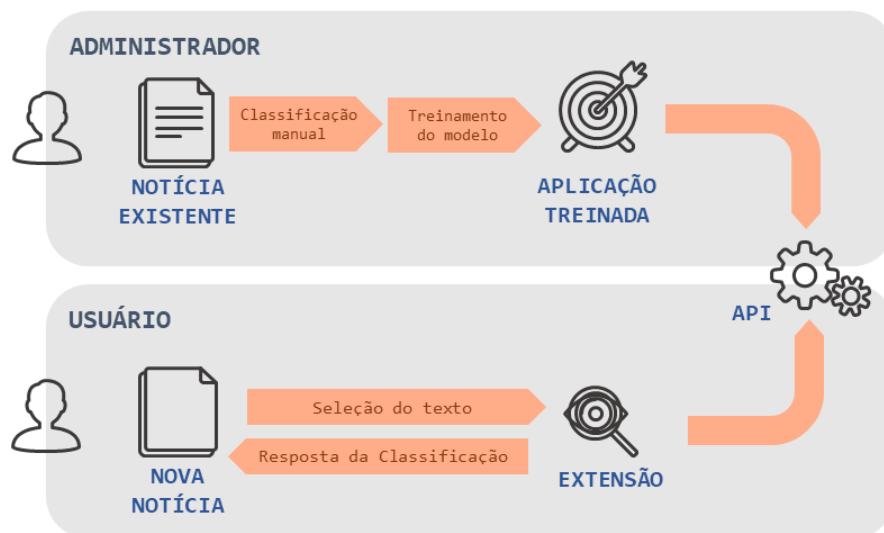 ADMINISTRADOR
Classificação
manual
Treinamento
do modelo
NOTÍCIA
EXISTENTE
APLICAÇÃO
TREINADA
API
USUÁRIO
Seleção do texto
Resposta da Classificação
NOVA
NOTÍCIA
EXTENSÃO